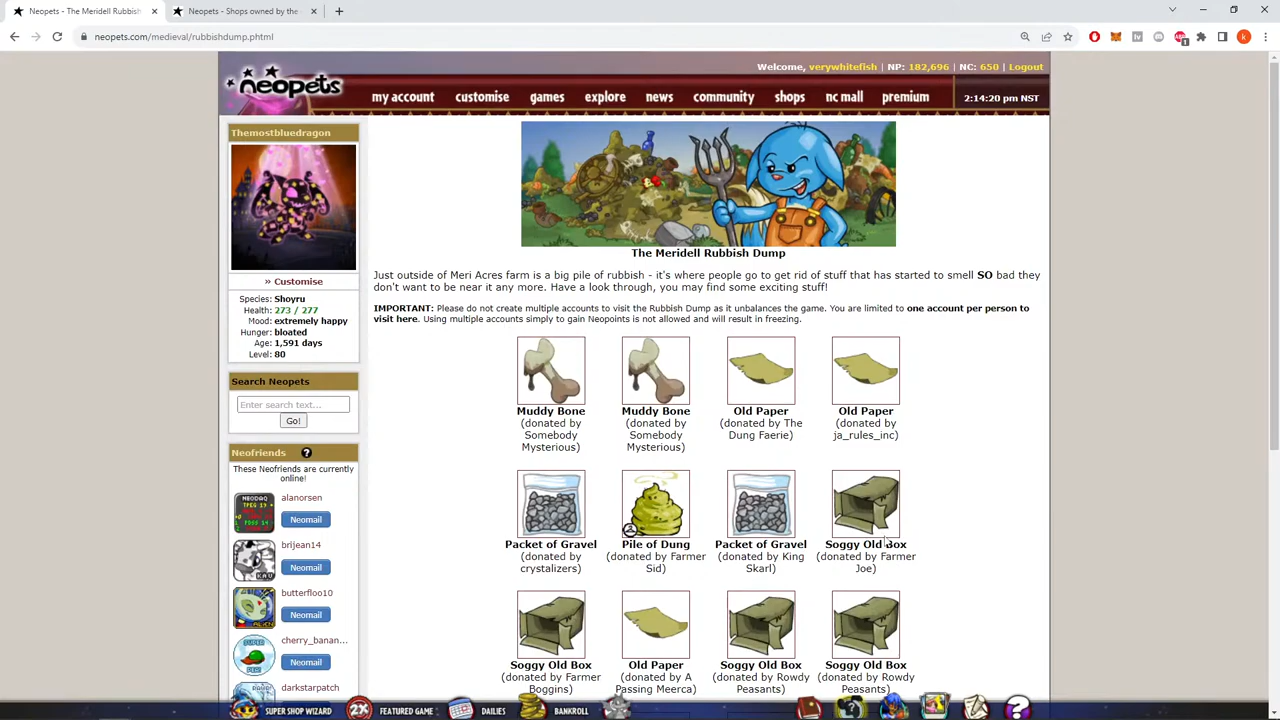 Neopets - The Meridell Rubbish
Neopets - Shops owned by the
neopets.com/medieval/rubbishdump.phtml
Welcome, verywhitefish | NP: 182,696 | NC: 650 | Logout
neopets
my account customise games explore news community shops nc mall premium
2:14:20 pm NST
Themostbluedragon
» Customise
Species: Shoyru
Health: 273 / 277
Mood: extremely happy
Hunger: bloated
Age: 1,591 days
Level: 80
Search Neopets
Enter search text...
Go!
Neofriends ?
These Neofriends are currently
online!
alanorsen
Neomail
brijean14
Neomail
butterfloo10
Neomail
cherry_banan...
Neomail
darkstarpatch
The Meridell Rubbish Dump
Just outside of Meri Acres farm is a big pile of rubbish - it's where people go to get rid of stuff that has started to smell SO bad they
don't want to be near it any more. Have a look through, you may find some exciting stuff!
IMPORTANT: Please do not create multiple accounts to visit the Rubbish Dump as it unbalances the game. You are limited to one account per person to
visit here. Using multiple accounts simply to gain Neopoints is not allowed and will result in freezing.
Muddy Bone
(donated by
Somebody
Mysterious)
Muddy Bone
(donated by
Somebody
Mysterious)
Old Paper
(donated by The
Dung Faerie)
Old Paper
(donated by
ja_rules_inc)
Packet of Gravel
(donated by
crystalizers)
Pile of Dung
(donated by Farmer
Sid)
Packet of Gravel
(donated by King
Skarl)
Soggy Old Box
(donated by Farmer
Joe)
Soggy Old Box
(donated by Farmer
Boggins)
Old Paper
(donated by A
Passing Meerca)
Soggy Old Box
(donated by Rowdy
Peasants)
Soggy Old Box
(donated by Rowdy
Peasants)
SUPER SHOP WIZARD
2X FEATURED GAME
DAILIES
BANKROLL
?